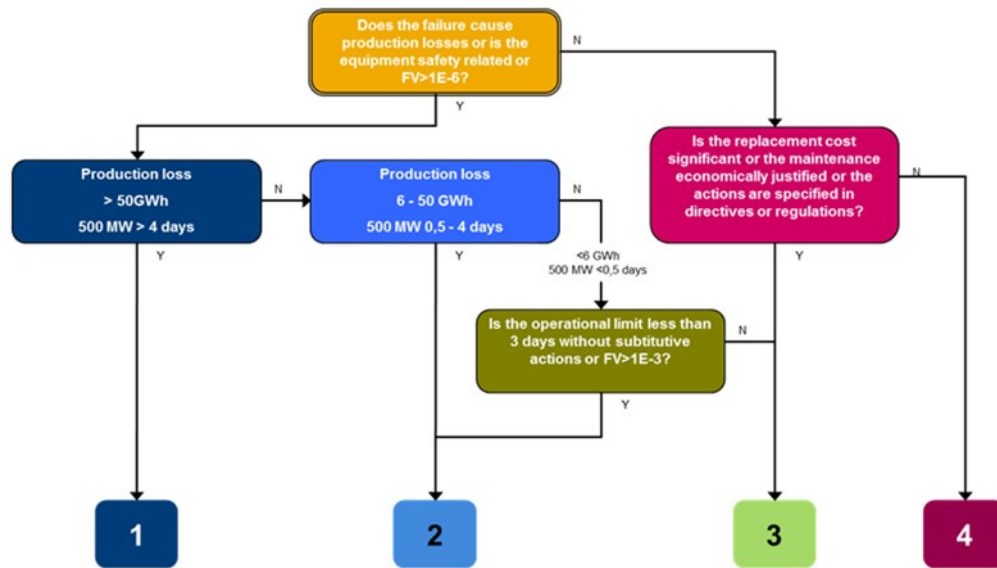 Does the failure cause
production losses or is the
equipment safety related or
FV>1E-6?
N
Y
Production loss
> 50GWh
500 MW > 4 days
N
Production loss
6 - 50 GWh
500 MW 0,5 - 4 days
N
Is the replacement cost
significant or the maintenance
economically justified or the
actions are specified in
directives or regulations?
N
Y
Y
Y
<6 GWh
500 MW <0,5 days
Is the operational limit less than
3 days without subtitutive
actions or FV>1E-3?
N
Y
1
2
3
4